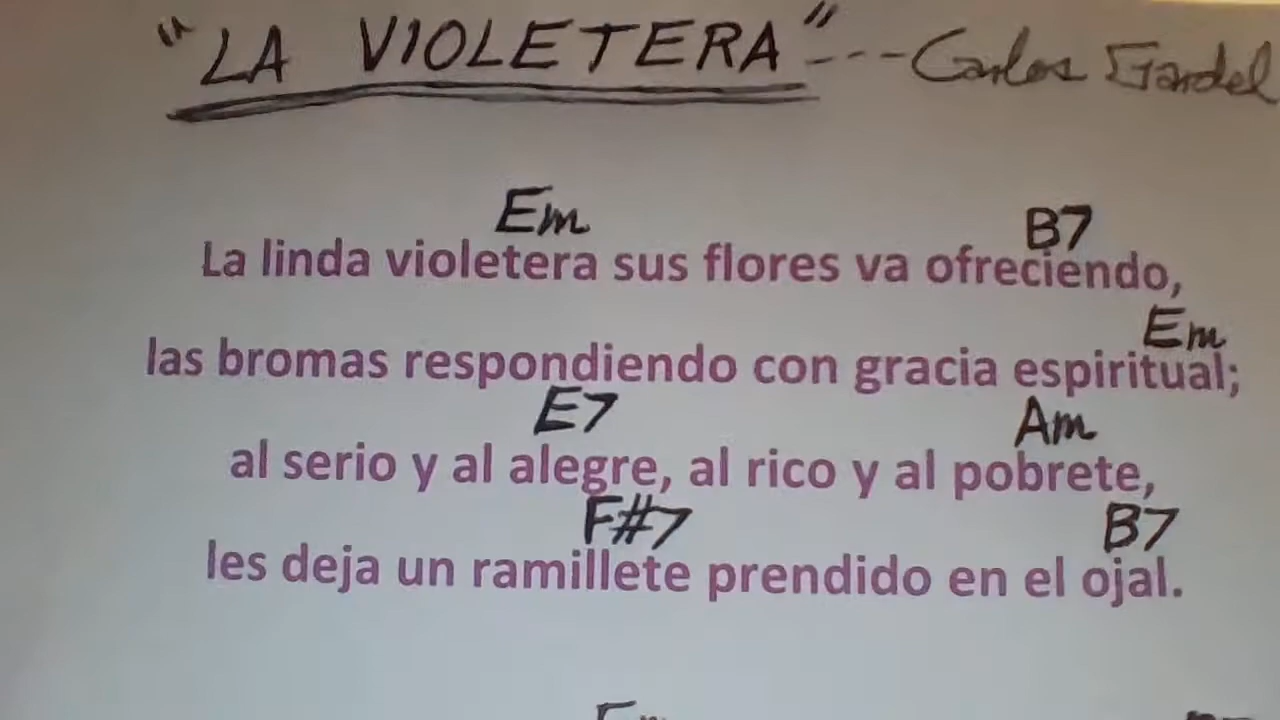 "LA VIOLETERA"---Carlos Gardel
Em B7
La linda violetera sus flores va ofreciendo,
Em
las bromas respondiendo con gracia espiritual;
E7 Am
al serio y al alegre, al rico y al pobrete,
F#7 B7
les deja un ramillete prendido en el ojal.